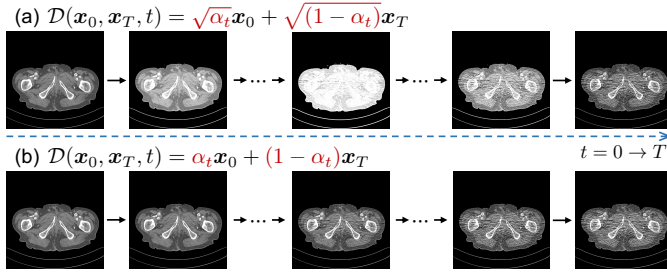 (a) 𝒟(𝒙₀, 𝒙_T, t) = √α_t 𝒙₀ + √(1 − α_t) 𝒙_T
...
...
t = 0 → T
(b) 𝒟(𝒙₀, 𝒙_T, t) = α_t 𝒙₀ + (1 − α_t) 𝒙_T
...
...